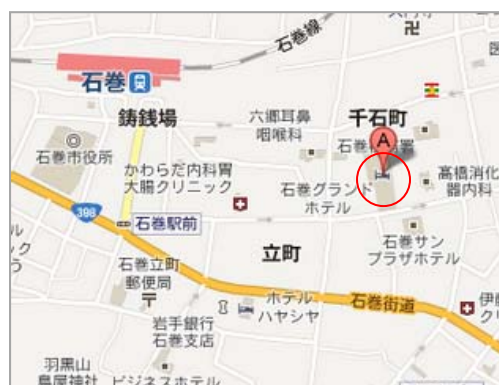 石巻線
石巻
鋳銭場
六郷耳鼻
咽喉科
千石町
A
石巻市役所
かわらだ内科胃
大腸クリニック
石巻グランド
ホテル
高橋消化
器内科
398
石巻駅前
立町
石巻サン
プラザホテル
石巻立町
郵便局
ホテル
ハヤシヤ
石巻街道
岩手銀行
石巻支店
羽黒山
鳥屋神社
ビジネスホテル